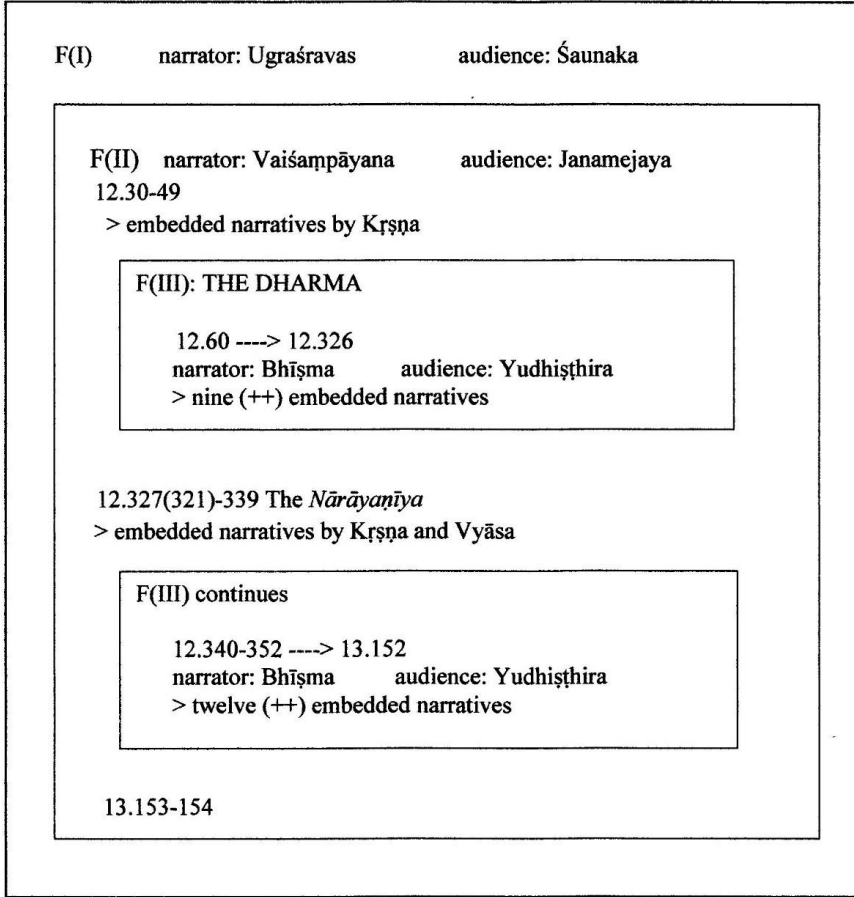 F(I) narrator: Ugraśravas audience: Śaunaka
F(II) narrator: Vaiśaṃpāyana audience: Janamejaya
12.30-49
> embedded narratives by Kṛṣṇa
F(III): THE DHARMA
12.60 ----> 12.326
narrator: Bhīṣma audience: Yudhiṣṭhira
> nine (++) embedded narratives
12.327(321)-339 The Nārāyaṇīya
> embedded narratives by Kṛṣṇa and Vyāsa
F(III) continues
12.340-352 ----> 13.152
narrator: Bhīṣma audience: Yudhiṣṭhira
> twelve (++) embedded narratives
13.153-154